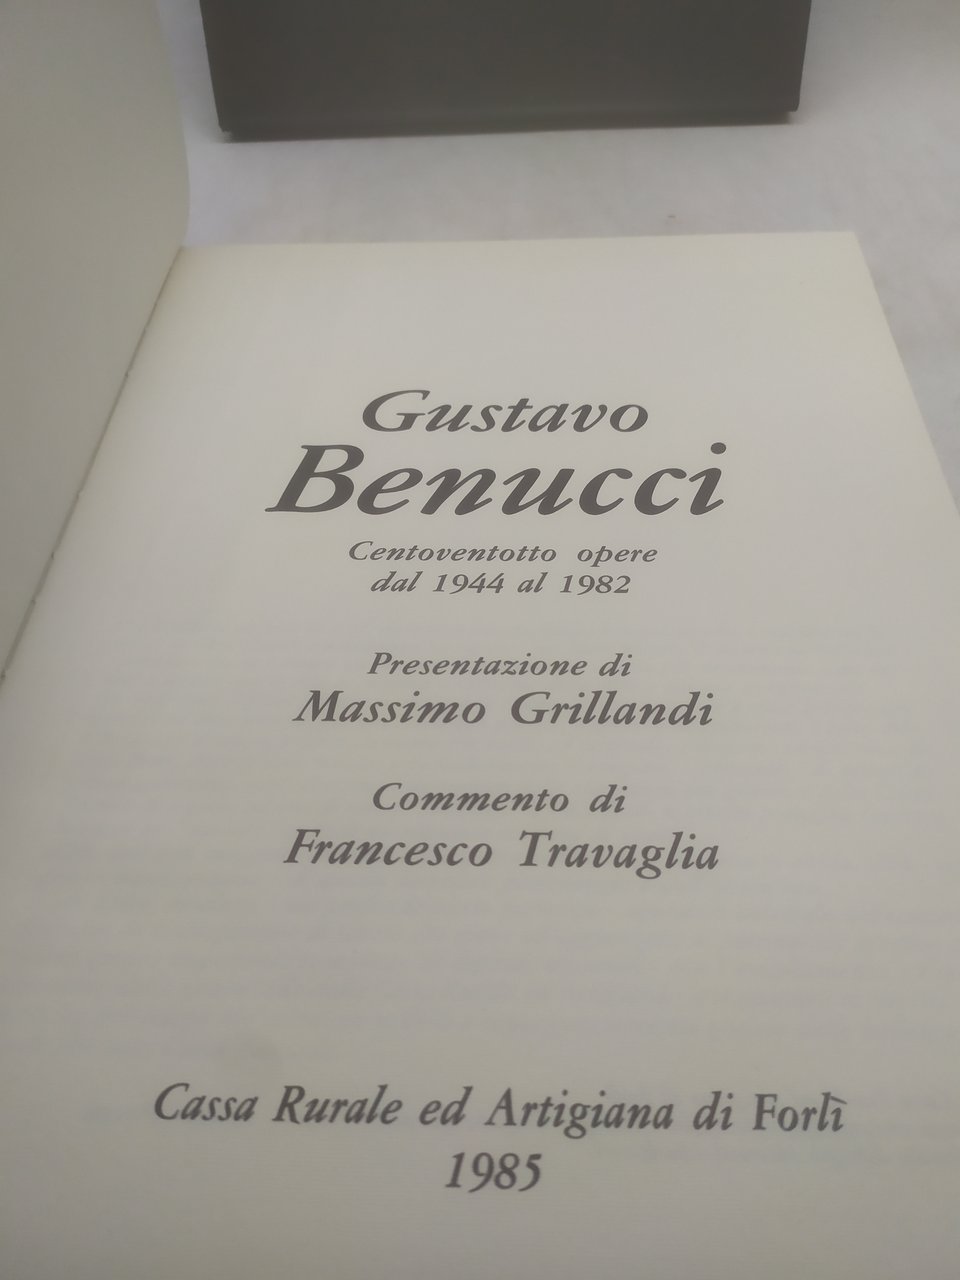 Gustavo
Benucci
Centoventotto opere
dal 1944 al 1982
Presentazione di
Massimo Grillandi
Commento di
Francesco Travaglia
Cassa Rurale ed Artigiana di Forlì
1985